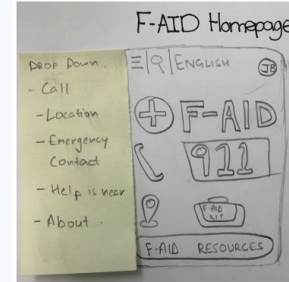 F-AID Homepage
DROP DOWN
- Call
- Location
- Emergency
Contact
- Help is near
- About
ENGLISH
JB
F-AID
911
F-AID
KIT
F-AID RESOURCES